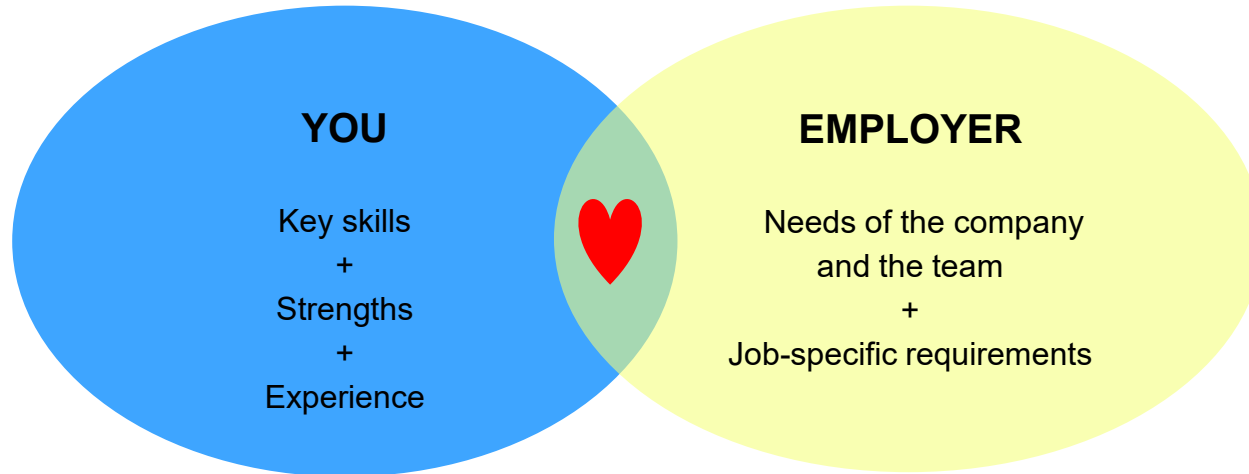 YOU
Key skills
+
Strengths
+
Experience
EMPLOYER
Needs of the company
and the team
+
Job-specific requirements